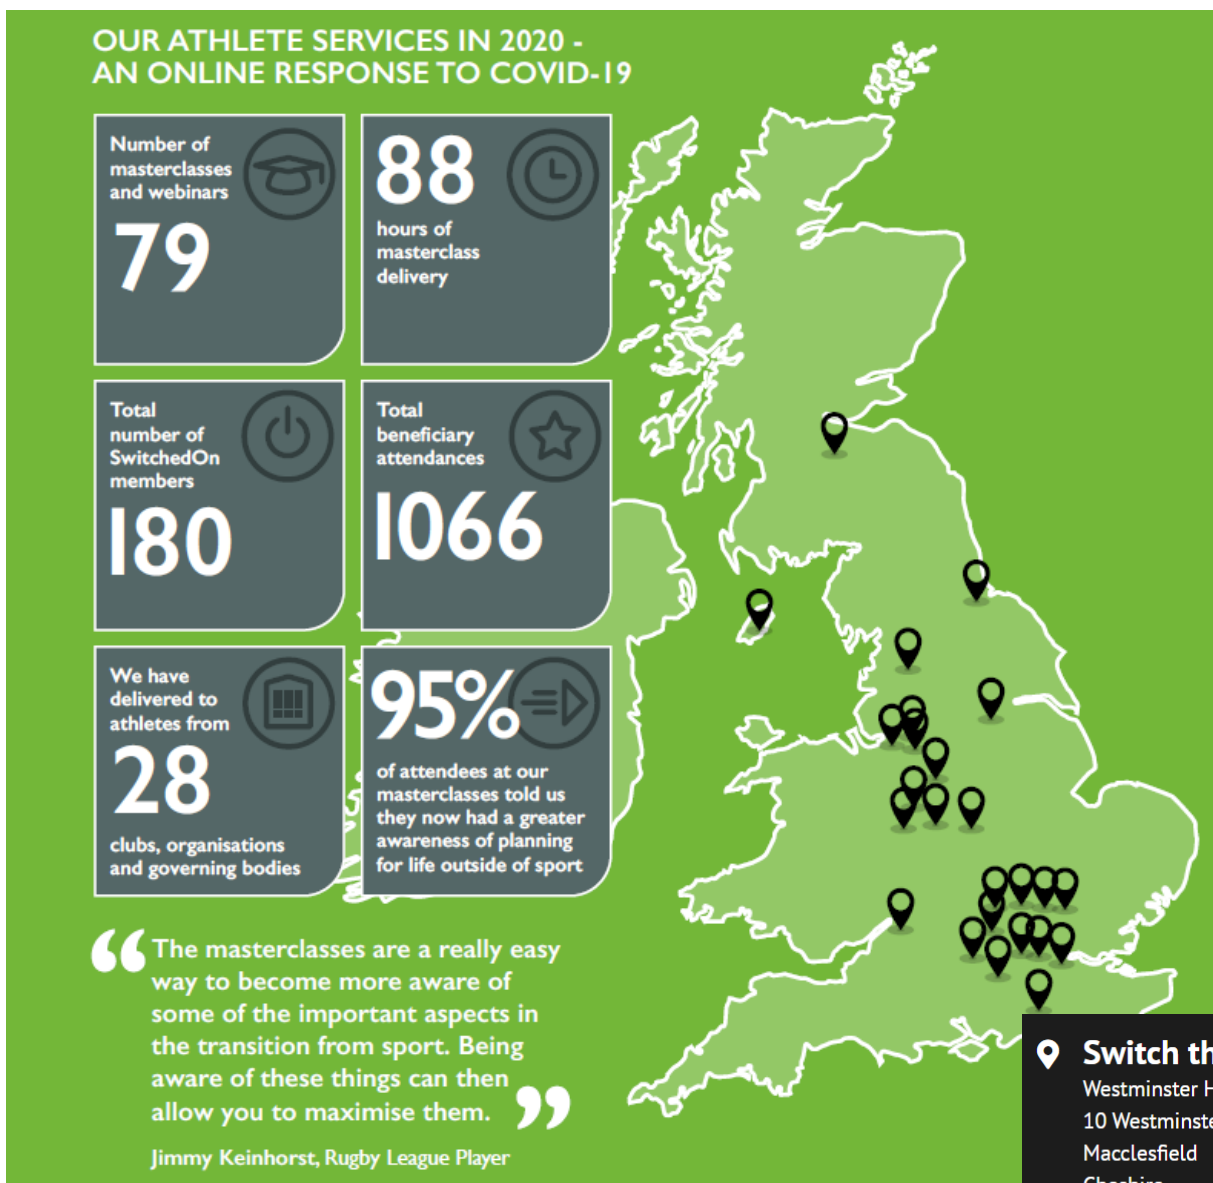 OUR ATHLETE SERVICES IN 2020 -
AN ONLINE RESPONSE TO COVID-19
Number of
masterclasses
and webinars
79
88
hours of
masterclass
delivery
Total
number of
SwitchedOn
members
180
Total
beneficiary
attendances
1066
We have
delivered to
athletes from
28
clubs, organisations
and governing bodies
95%
of attendees at our
masterclasses told us
they now had a greater
awareness of planning
for life outside of sport
“The masterclasses are a really easy
way to become more aware of
some of the important aspects in
the transition from sport. Being
aware of these things can then
allow you to maximise them.”
Jimmy Keinhorst, Rugby League Player
Switch th
Westminster H
10 Westminste
Macclesfield